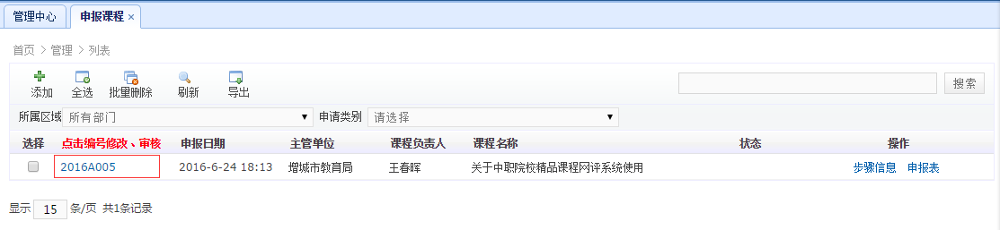 管理中心 申报课程 ×
首页 > 管理 > 列表
添加 全选 批量删除 刷新 导出 搜索
所属区域 所有部门 申请类别 请选择
选择 点击编号修改、审核 申报日期 主管单位 课程负责人 课程名称 状态 操作
2016A005 2016-6-24 18:13 增城市教育局 王春晖 关于中职院校精品课程网评系统使用 步骤信息 申报表
显示 15 条/页 共1条记录